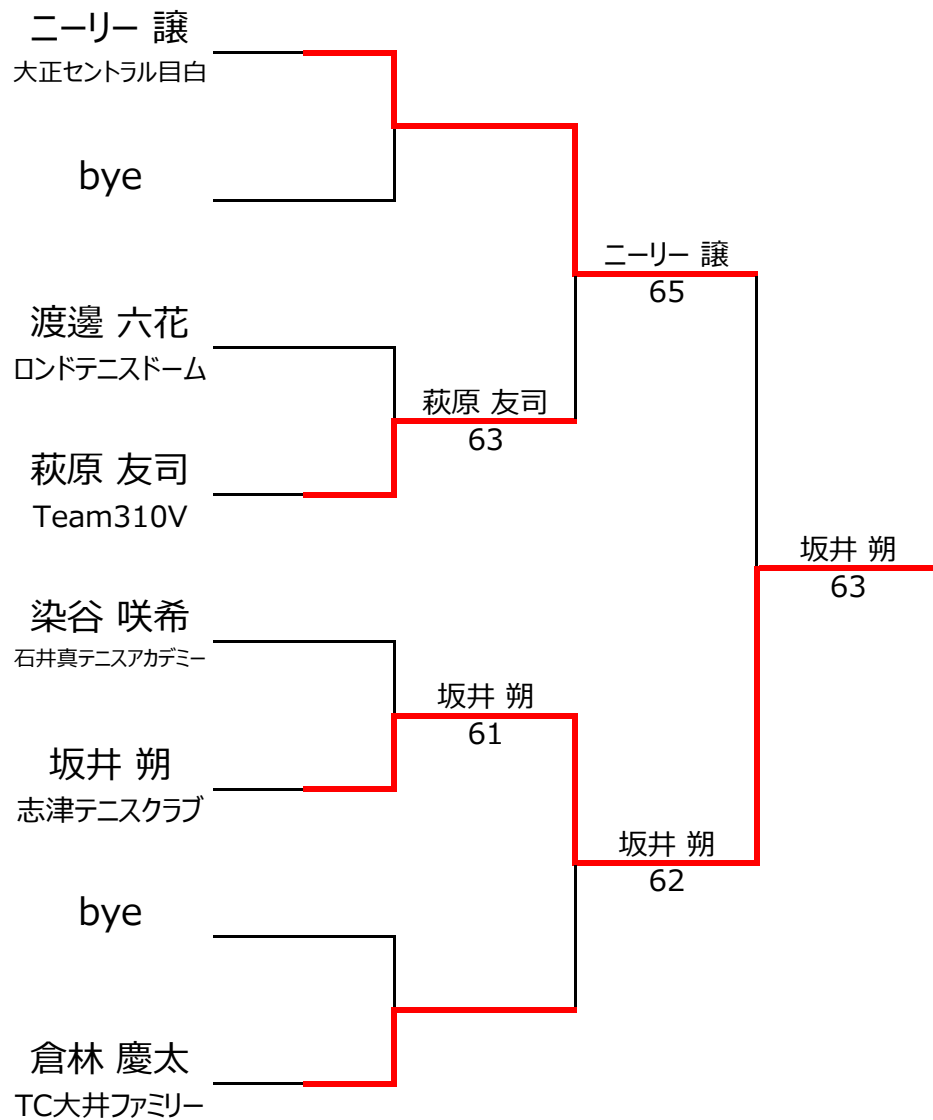 ニーリー 譲
大正セントラル目白
bye
渡邊 六花
ロンドテニスドーム
萩原 友司
Team310V
染谷 咲希
石井真テニスアカデミー
坂井 朔
志津テニスクラブ
bye
倉林 慶太
TC大井ファミリー
萩原 友司
63
坂井 朔
61
ニーリー 譲
65
坂井 朔
62
坂井 朔
63